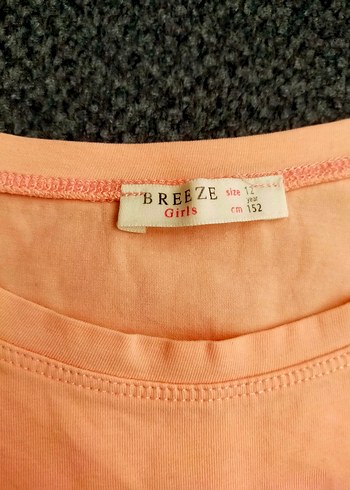 BREEZE size 12
Girls year
cm 152